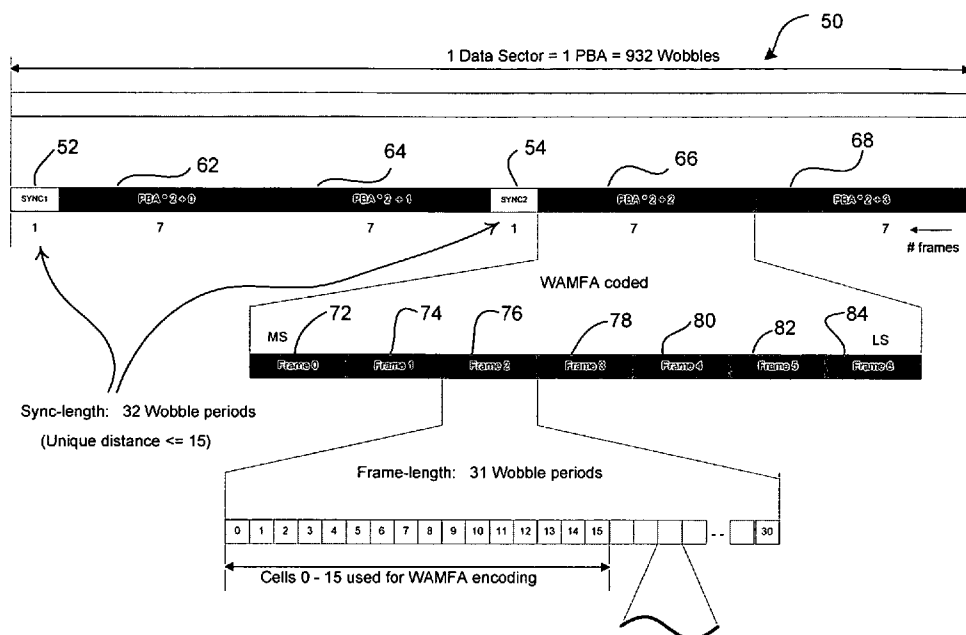 50
1 Data Sector = 1 PBA = 932 Wobbles
52 62 64 54 66 68
SYNC1 PBA*2+0 PBA*2+1 SYNC2 PBA*2+2 PBA*2+3
1 7 7 1 7 7
# frames
WAMFA coded
72 74 76 78 80 82 84
MS LS
Frame 0 Frame 1 Frame 2 Frame 3 Frame 4 Frame 5 Frame 6
Sync-length: 32 Wobble periods
(Unique distance <= 15)
Frame-length: 31 Wobble periods
0 1 2 3 4 5 6 7 8 9 10 11 12 13 14 15 -- 30
Cells 0 - 15 used for WAMFA encoding